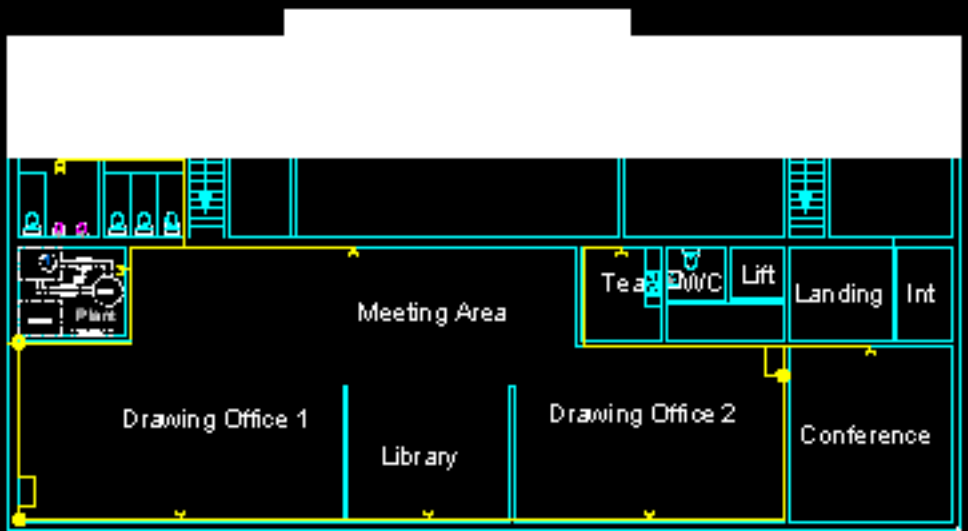 Tea
WC
Lift
Landing
Int
Plant
Meeting Area
Drawing Office 1
Drawing Office 2
Library
Conference